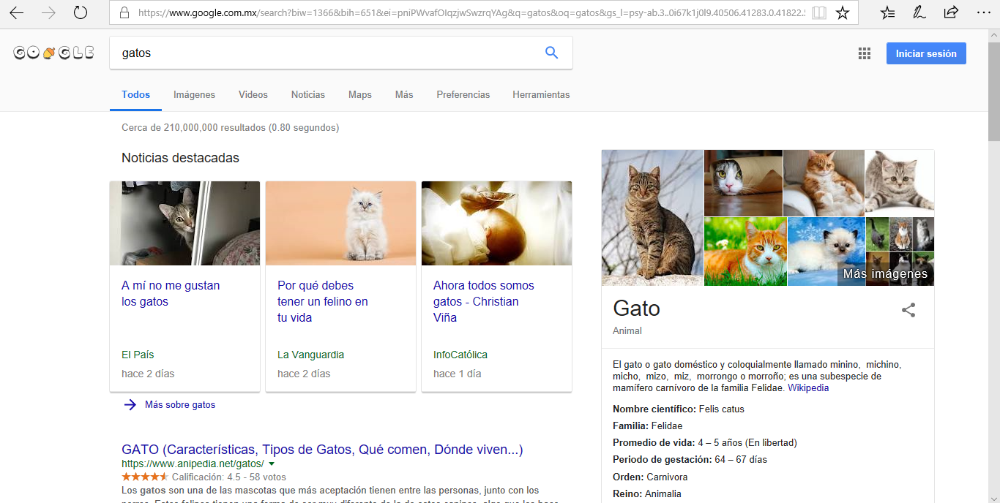 https://www.google.com.mx/search?biw=1366&bih=651&ei=pniPWvafOIqzjwSwzrqYAg&q=gatos&oq=gatos&gs_l=psy-ab.3..0i67k1j0l9.40506.41283.0.41822.5
GOOGLE
gatos
Iniciar sesión
Todos Imágenes Videos Noticias Maps Más Preferencias Herramientas
Cerca de 210,000,000 resultados (0.80 segundos)
Noticias destacadas
A mí no me gustan
los gatos
El País
hace 2 días
Por qué debes
tener un felino en
tu vida
La Vanguardia
hace 2 días
Ahora todos somos
gatos - Christian
Viña
InfoCatólica
hace 1 día
Más sobre gatos
GATO (Características, Tipos de Gatos, Qué comen, Dónde viven...)
https://www.anipedia.net/gatos/
Calificación: 4.5 - 58 votos
Los gatos son una de las mascotas que más aceptación tienen entre las personas, junto con los
Más imágenes
Gato
Animal
El gato o gato doméstico y coloquialmente llamado minino, michino,
micho, mizo, miz, morrongo o morroño; es una subespecie de
mamífero carnívoro de la familia Felidae. Wikipedia
Nombre científico: Felis catus
Familia: Felidae
Promedio de vida: 4 – 5 años (En libertad)
Periodo de gestación: 64 – 67 días
Orden: Carnivora
Reino: Animalia